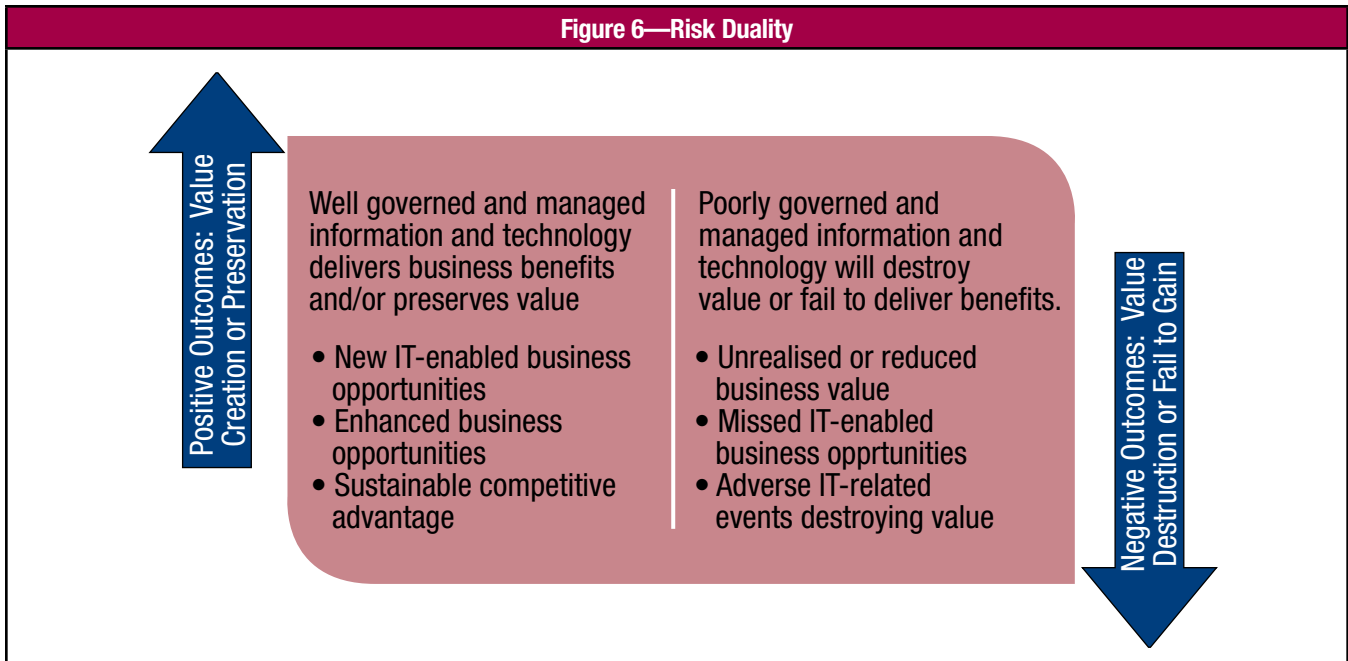 Figure 6—Risk Duality
Positive Outcomes: Value
Creation or Preservation
Well governed and managed
information and technology
delivers business benefits
and/or preserves value
• New IT-enabled business
opportunities
• Enhanced business
opportunities
• Sustainable competitive
advantage
Poorly governed and
managed information and
technology will destroy
value or fail to deliver benefits.
• Unrealised or reduced
business value
• Missed IT-enabled
business opprtunities
• Adverse IT-related
events destroying value
Negative Outcomes: Value
Destruction or Fail to Gain